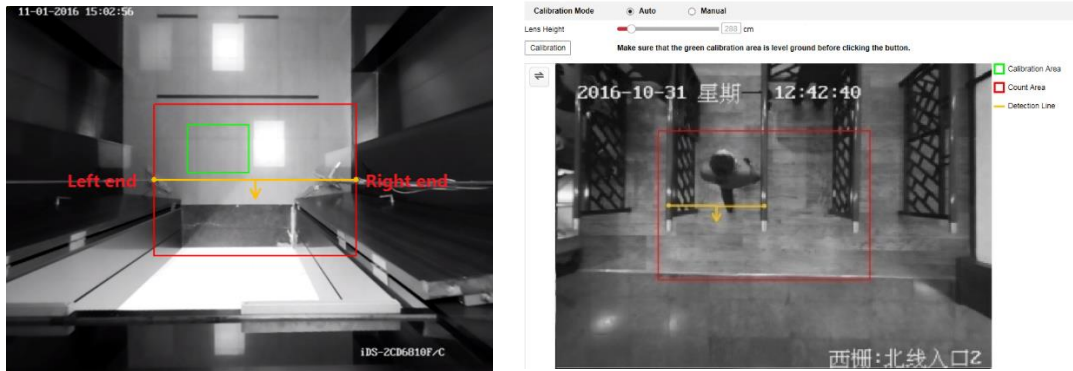 11-01-2016 15:02:56
Left end
Right end
iDS-2CD6810F/C
Calibration Mode
Auto
Manual
Lens Height
288 cm
Calibration
Make sure that the green calibration area is level ground before clicking the button.
2016-10-31 星期一 12:42:40
Calibration Area
Count Area
Detection Line
西栅:北线入口2